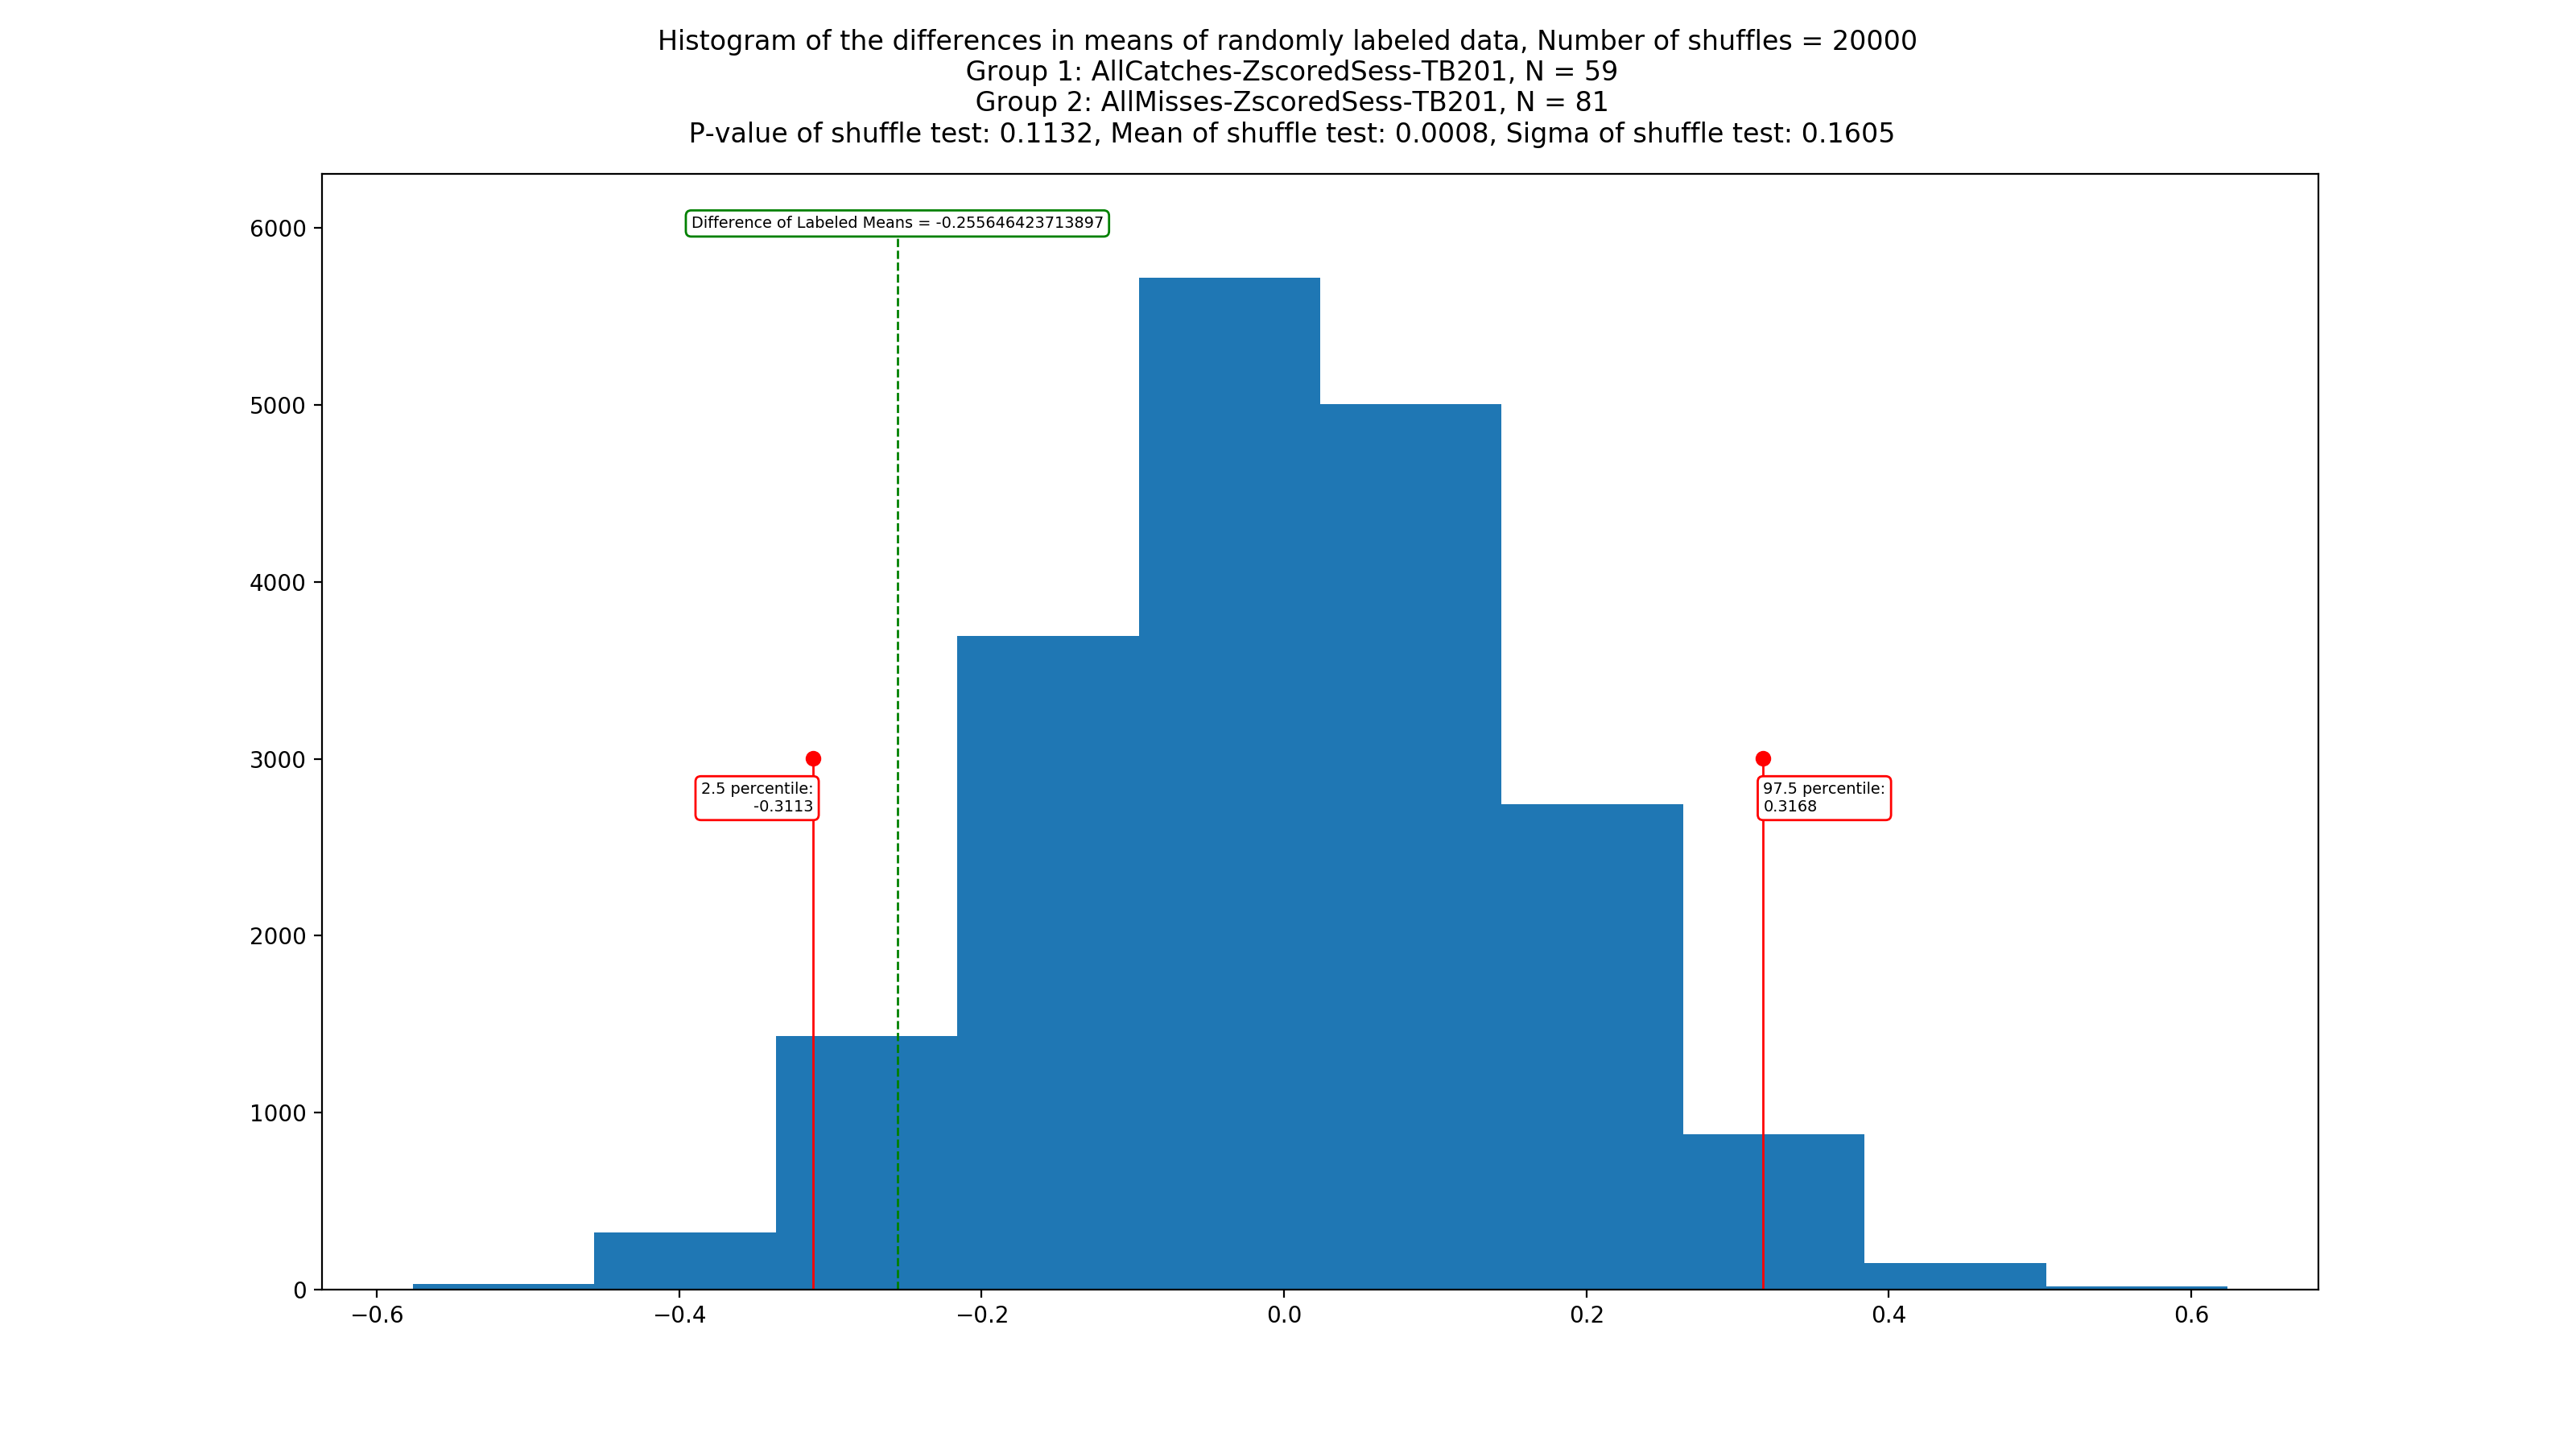 Histogram of the differences in means of randomly labeled data, Number of shuffles = 20000
Group 1: AllCatches-ZscoredSess-TB201, N = 59
Group 2: AllMisses-ZscoredSess-TB201, N = 81
P-value of shuffle test: 0.1132, Mean of shuffle test: 0.0008, Sigma of shuffle test: 0.1605
Difference of Labeled Means = -0.255646423713897
6000
5000
4000
3000
2.5 percentile:
-0.3113
97.5 percentile:
0.3168
2000
1000
0
−0.6
−0.4
−0.2
0.0
0.2
0.4
0.6